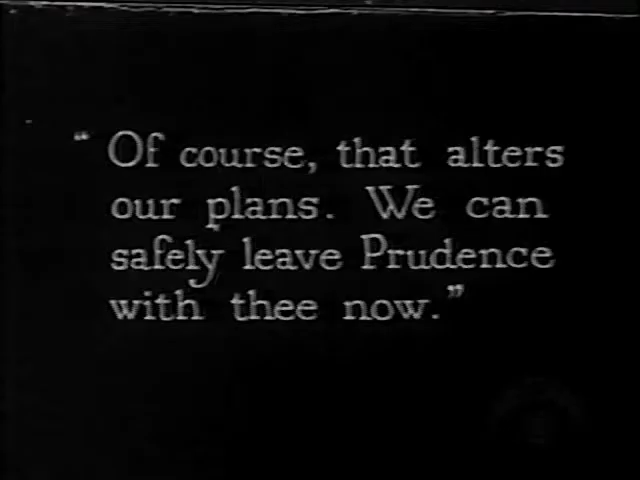 “ Of course, that alters
our plans. We can
safely leave Prudence
with thee now.”